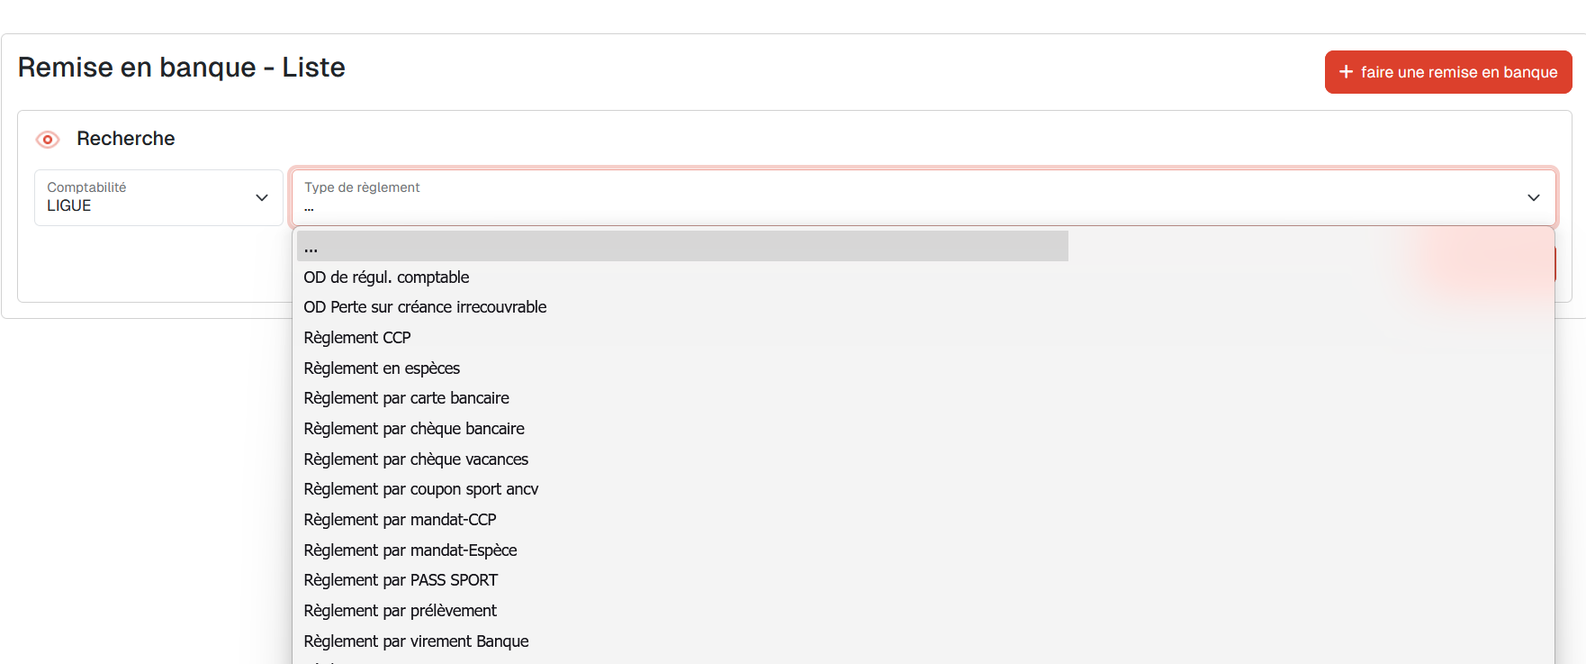 Remise en banque - Liste
+ faire une remise en banque
Recherche
Comptabilité
LIGUE
Type de règlement
...
...
OD de régul. comptable
OD Perte sur créance irrecouvrable
Règlement CCP
Règlement en espèces
Règlement par carte bancaire
Règlement par chèque bancaire
Règlement par chèque vacances
Règlement par coupon sport ancv
Règlement par mandat-CCP
Règlement par mandat-Espèce
Règlement par PASS SPORT
Règlement par prélèvement
Règlement par virement Banque